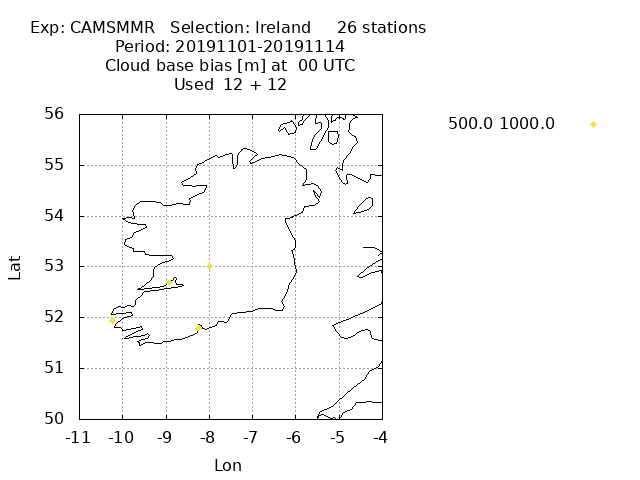 Exp: CAMSMMR   Selection: Ireland     26 stations
Period: 20191101-20191114
Cloud base bias [m] at  00 UTC
Used  12 + 12
500.0 1000.0
56
55
54
53
52
51
50
Lat
-11 -10 -9 -8 -7 -6 -5 -4
Lon